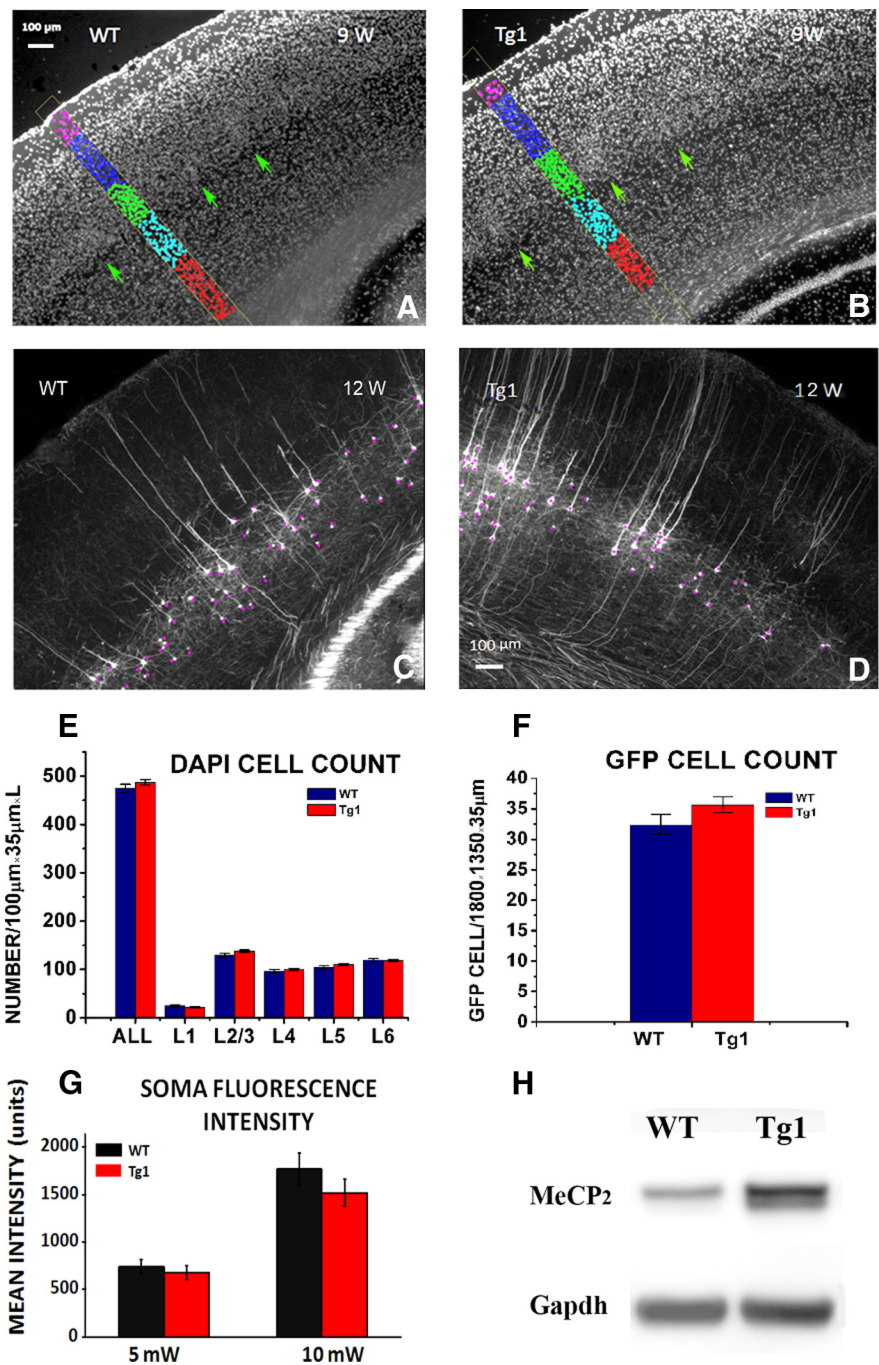 100 µm
WT
9 W
A
Tg1
9W
B
WT
12 W
C
Tg1
12 W
100 µm
D
E
DAPI CELL COUNT
NUMBER/100µm×35µm×L
500
400
300
200
100
0
WT
Tg1
ALL L1 L2/3 L4 L5 L6
F
GFP CELL COUNT
GFP CELL/1800×1350×35µm
40
35
30
25
20
15
10
5
0
WT
Tg1
WT Tg1
G
SOMA FLUORESCENCE
INTENSITY
MEAN INTENSITY (units)
2000
1500
1000
500
0
WT
Tg1
5 mW 10 mW
H
WT Tg1
MeCP2
Gapdh